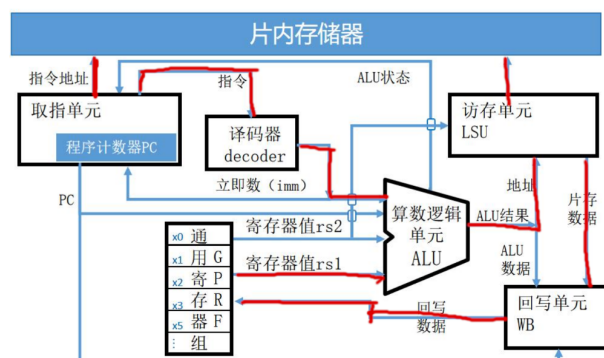 片内存储器
指令地址
指令
ALU状态
取指单元
程序计数器PC
译码器
decoder
访存单元
LSU
立即数（imm）
地址
片存
数据
PC
算数逻辑
单元
ALU
ALU结果
寄存器值rs2
寄存器值rs1
x0 通
x1 用 G
x2 寄 P
x3 存 R
x5 器 F
⋮ 组
ALU
数据
回写
数据
回写单元
WB